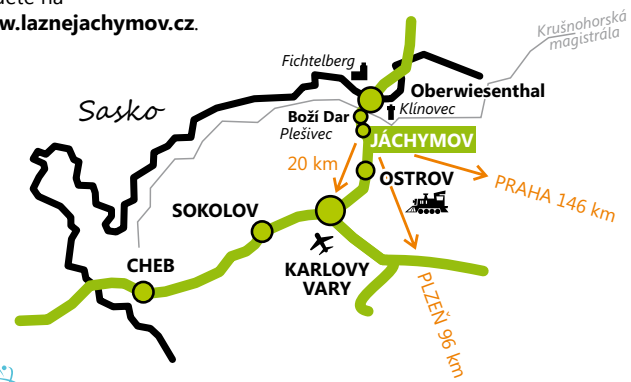 w.laznejachymov.cz.
Krušnohorská
magistrála
Fichtelberg
Oberwiesenthal
Sasko
Klínovec
Boží Dar
Plešivec
JÁCHYMOV
20 km
OSTROV
PRAHA 146 km
SOKOLOV
KARLOVY
VARY
CHEB
PLZEŇ 96 km